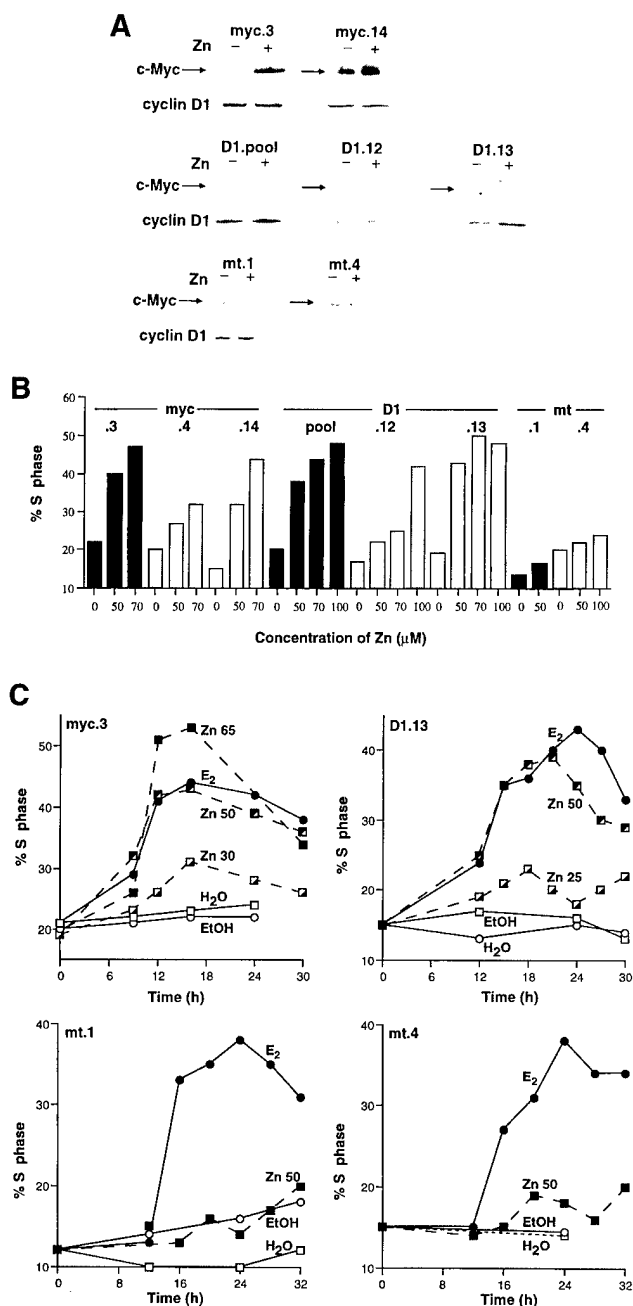 A
myc.3 myc.14
Zn – + – +
c-Myc →
cyclin D1
D1.pool D1.12 D1.13
Zn – + – + – +
c-Myc →
cyclin D1
mt.1 mt.4
Zn – + – +
c-Myc →
cyclin D1
B
myc D1 mt
.3 .4 .14 pool .12 .13 .1 .4
60
50
40
30
20
10
% S phase
0 50 70 0 50 70 0 50 70 0 50 70 100 0 50 70 100 0 50 70 100 0 50 0 50 100
Concentration of Zn (μM)
C
myc.3
50
40
30
20
% S phase
Zn 65
E2
Zn 50
Zn 30
H2O
EtOH
0 6 12 18 24 30
Time (h)
D1.13
40
30
20
10
% S phase
E2
Zn 50
Zn 25
EtOH
H2O
0 6 12 18 24 30
Time (h)
mt.1
40
30
20
10
% S phase
E2
Zn 50
EtOH
H2O
0 8 16 24 32
Time (h)
mt.4
40
30
20
10
% S phase
E2
Zn 50
EtOH
H2O
0 8 16 24 32
Time (h)